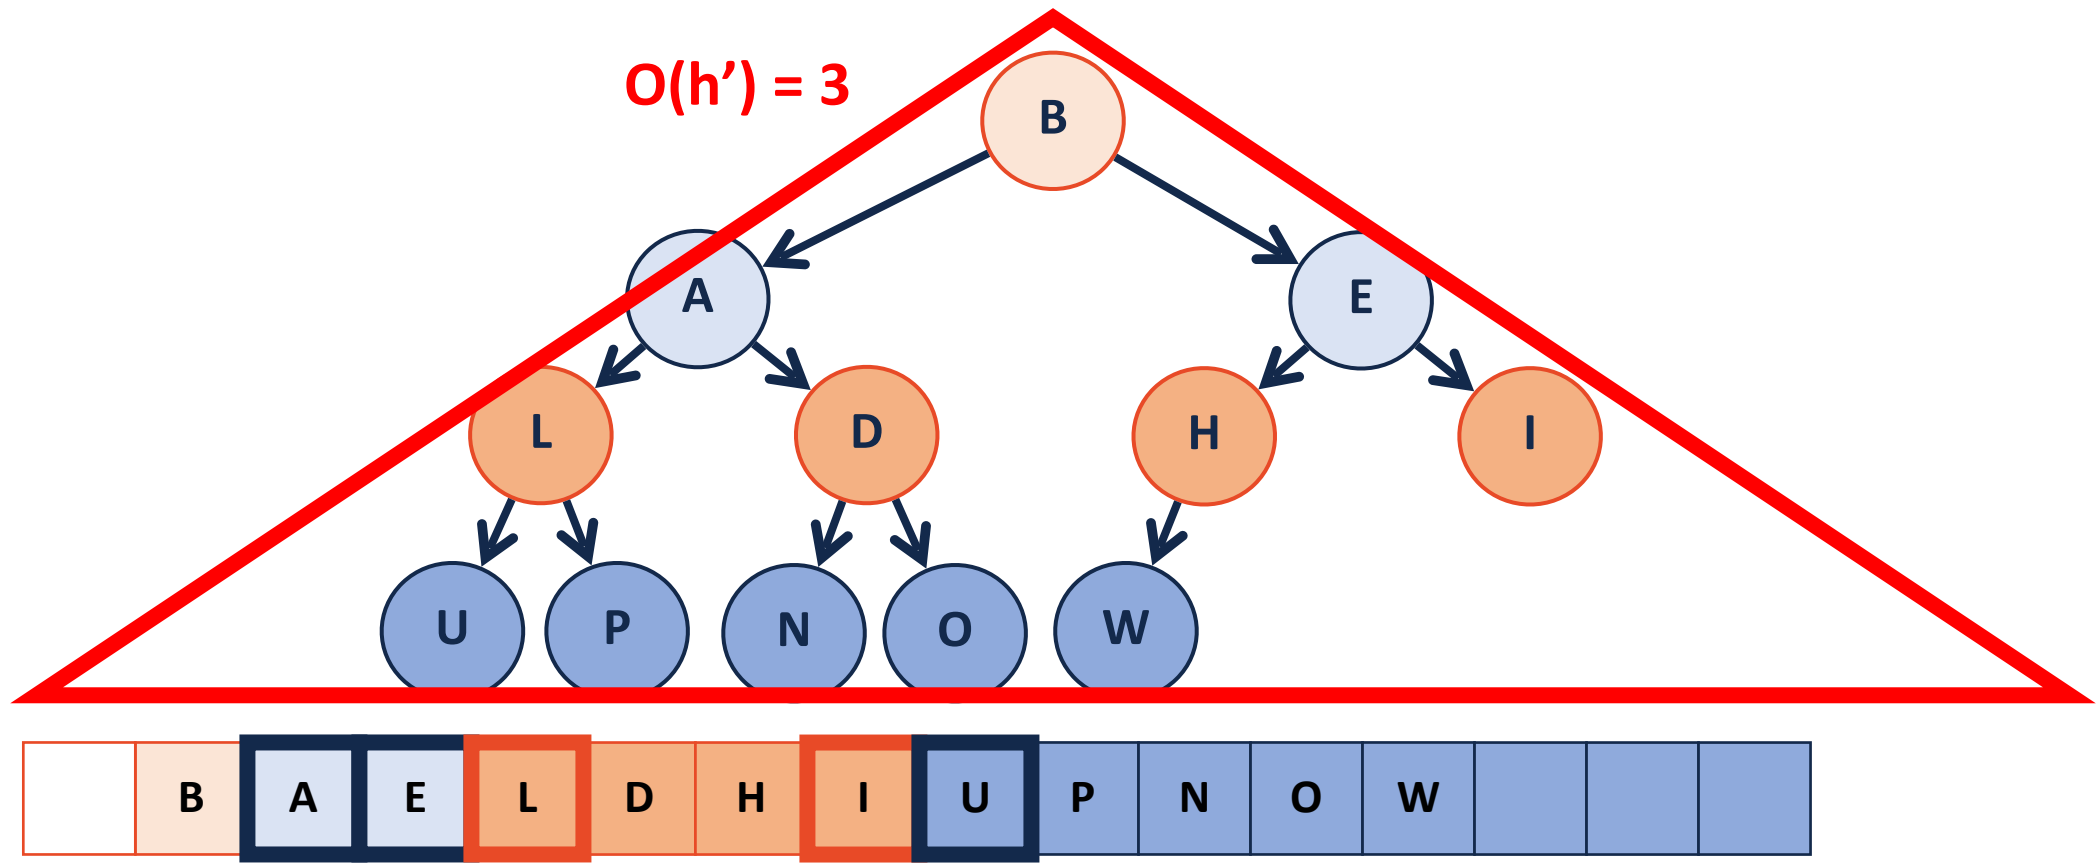 O(h’) = 3
B
A E
L D H I
U P N O W
B A E L D H I U P N O W